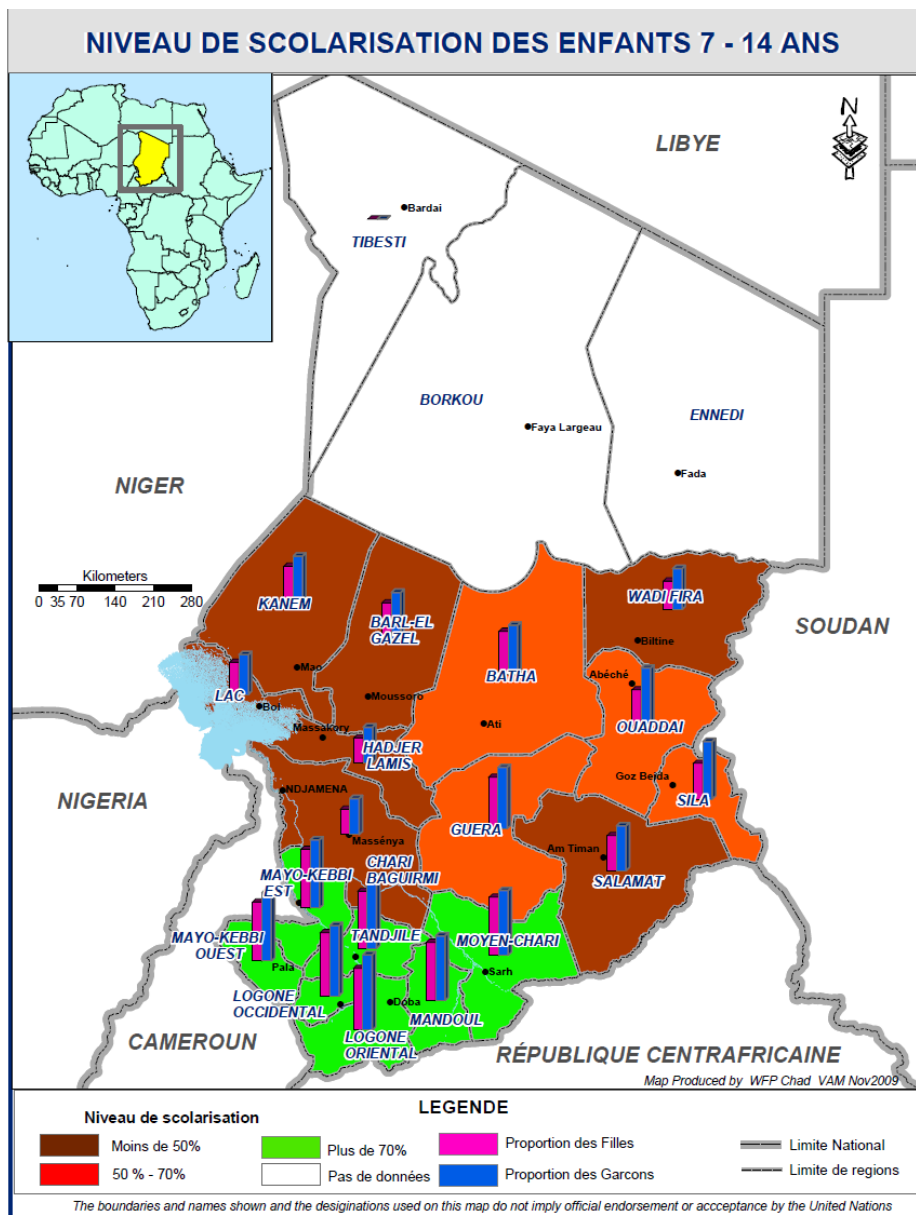 NIVEAU DE SCOLARISATION DES ENFANTS 7 - 14 ANS
N
LIBYE
Bardai
TIBESTI
BORKOU
ENNEDI
Faya Largeau
Fada
NIGER
Kilometers
0 35 70 140 210 280
KANEM
BARL-EL
GAZEL
WADI FIRA
SOUDAN
Biltine
BATHA
Abéché
Mao
LAC
Bol
Moussoro
Ati
OUADDAI
Massakory
HADJER
LAMIS
Goz Beida
SILA
NDJAMENA
NIGERIA
GUERA
Massénya
Am Timan
SALAMAT
CHARI
BAGUIRMI
MAYO-KEBBI
EST
TANDJILE
MOYEN-CHARI
MAYO-KEBBI
OUEST
Pala
Sarh
LOGONE
OCCIDENTAL
Doba
MANDOUL
LOGONE
ORIENTAL
CAMEROUN
RÉPUBLIQUE CENTRAFRICAINE
Map Produced by WFP Chad VAM Nov2009
LEGENDE
Niveau de scolarisation
Moins de 50%
50 % - 70%
Plus de 70%
Pas de données
Proportion des Filles
Proportion des Garcons
Limite National
Limite de regions
The boundaries and names shown and the desiginations used on this map do not imply official endorsement or accceptance by the United Nations